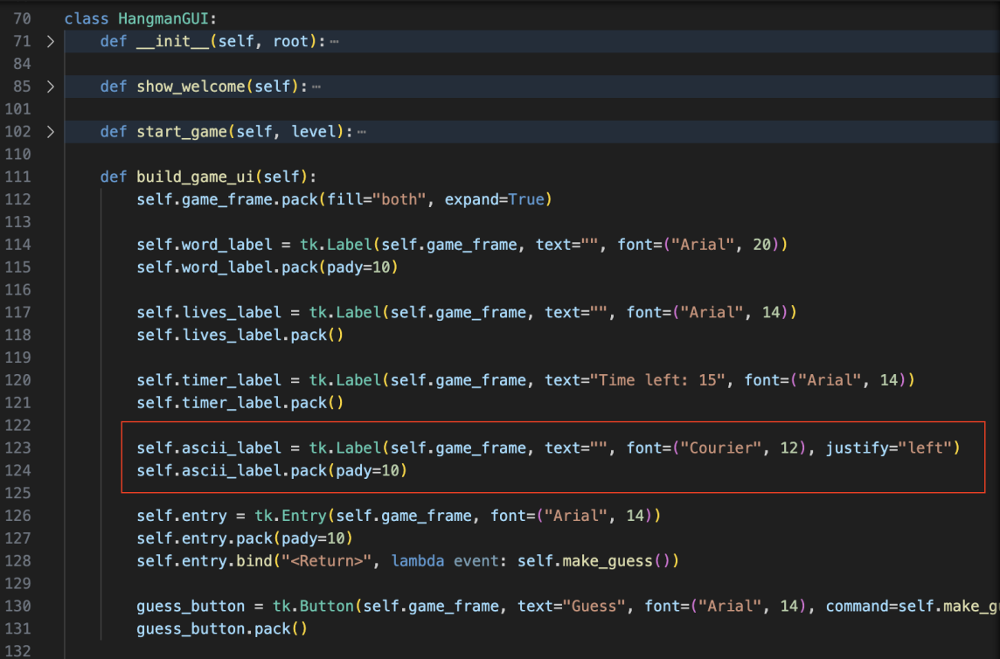 70 class HangmanGUI:
71 > def __init__(self, root): ⋯
84
85 > def show_welcome(self): ⋯
101
102 > def start_game(self, level): ⋯
110
111 def build_game_ui(self):
112 self.game_frame.pack(fill="both", expand=True)
113
114 self.word_label = tk.Label(self.game_frame, text="", font=("Arial", 20))
115 self.word_label.pack(pady=10)
116
117 self.lives_label = tk.Label(self.game_frame, text="", font=("Arial", 14))
118 self.lives_label.pack()
119
120 self.timer_label = tk.Label(self.game_frame, text="Time left: 15", font=("Arial", 14))
121 self.timer_label.pack()
122
123 self.ascii_label = tk.Label(self.game_frame, text="", font=("Courier", 12), justify="left")
124 self.ascii_label.pack(pady=10)
125
126 self.entry = tk.Entry(self.game_frame, font=("Arial", 14))
127 self.entry.pack(pady=10)
128 self.entry.bind("<Return>", lambda event: self.make_guess())
129
130 guess_button = tk.Button(self.game_frame, text="Guess", font=("Arial", 14), command=self.make_g
131 guess_button.pack()
132